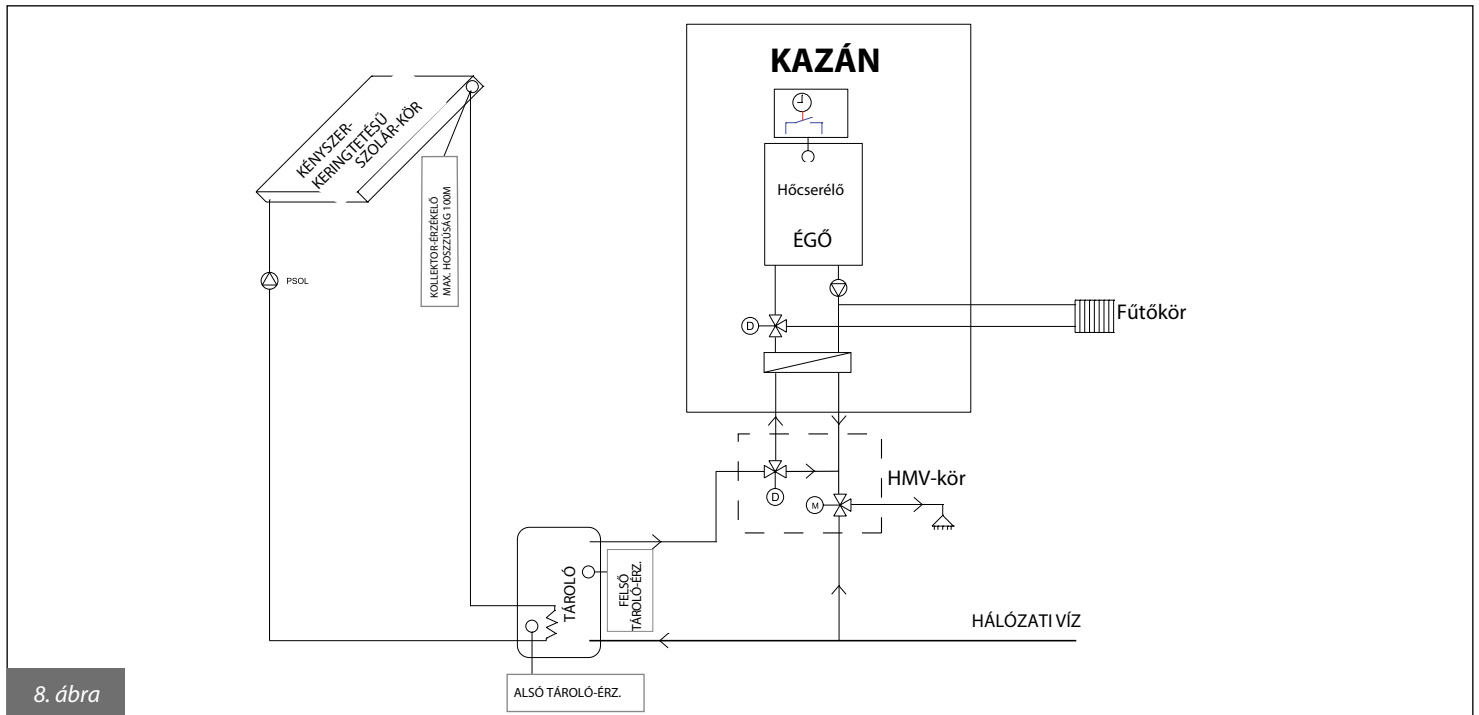 KAZÁN
KÉNYSZER-
KERINGTETÉSŰ
SZOLÁR-KÖR
KOLLEKTOR-ÉRZÉKELŐ
MAX. HOSZZÚSÁG 100M
Hőcserélő
ÉGŐ
PSOL
D
Fűtőkör
D
M
HMV-kör
TÁROLÓ
FELSŐ
TÁROLÓ-ÉRZ.
HÁLÓZATI VÍZ
ALSÓ TÁROLÓ-ÉRZ.
8. ábra